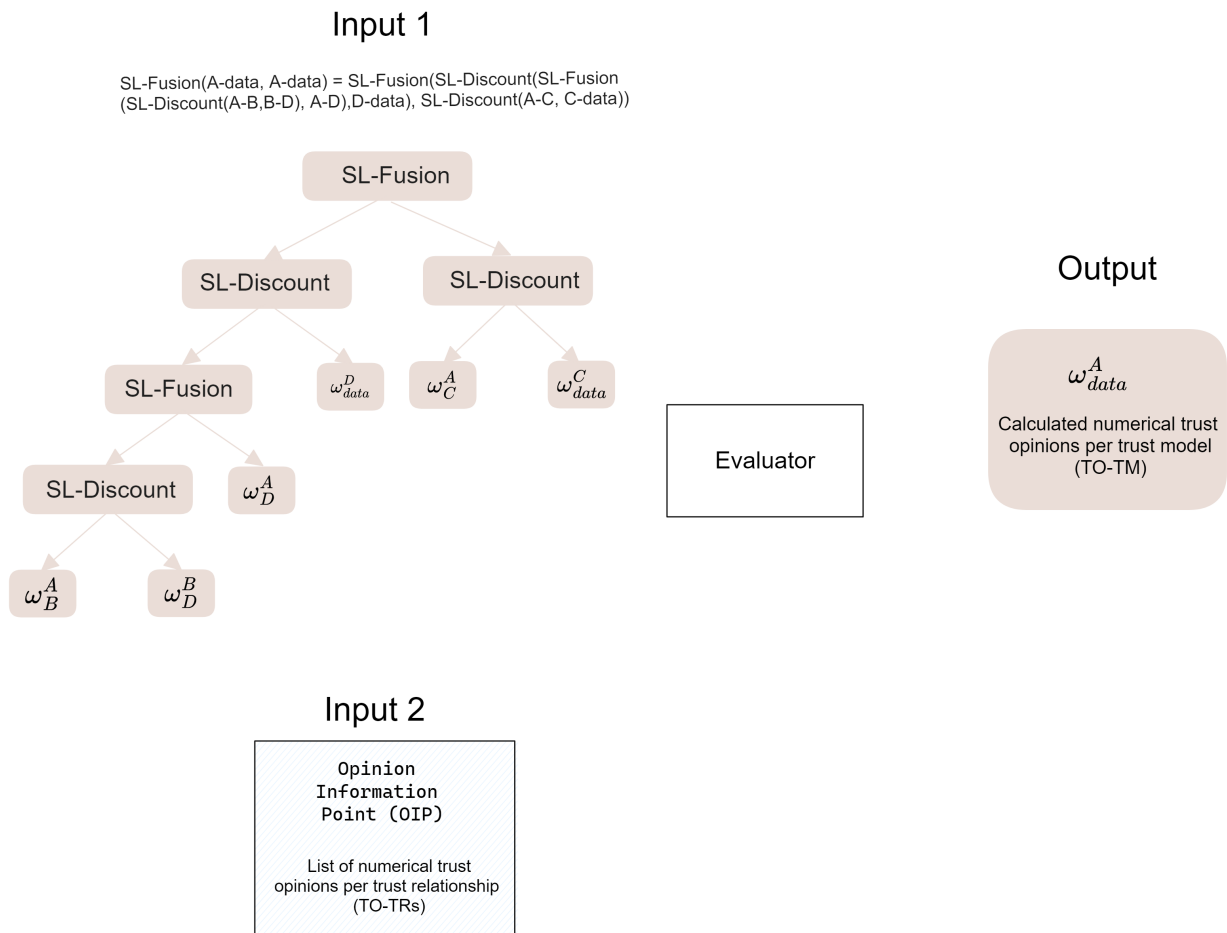 Input 1
SL-Fusion(A-data, A-data) = SL-Fusion(SL-Discount(SL-Fusion
(SL-Discount(A-B,B-D), A-D),D-data), SL-Discount(A-C, C-data))
SL-Fusion
SL-Discount
SL-Discount
SL-Fusion
ω^D_data
ω^A_C
ω^C_data
SL-Discount
ω^A_D
ω^A_B
ω^B_D
Evaluator
Output
ω^A_data
Calculated numerical trust
opinions per trust model
(TO-TM)
Input 2
Opinion
Information
Point (OIP)
List of numerical trust
opinions per trust relationship
(TO-TRs)